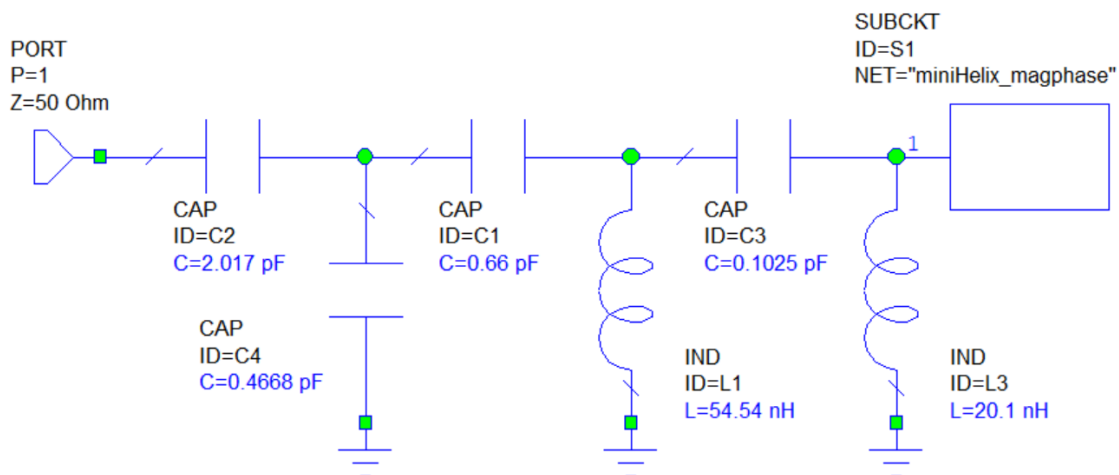 PORT
P=1
Z=50 Ohm
SUBCKT
ID=S1
NET="miniHelix_magphase"
1
CAP
ID=C2
C=2.017 pF
CAP
ID=C1
C=0.66 pF
CAP
ID=C3
C=0.1025 pF
CAP
ID=C4
C=0.4668 pF
IND
ID=L1
L=54.54 nH
IND
ID=L3
L=20.1 nH